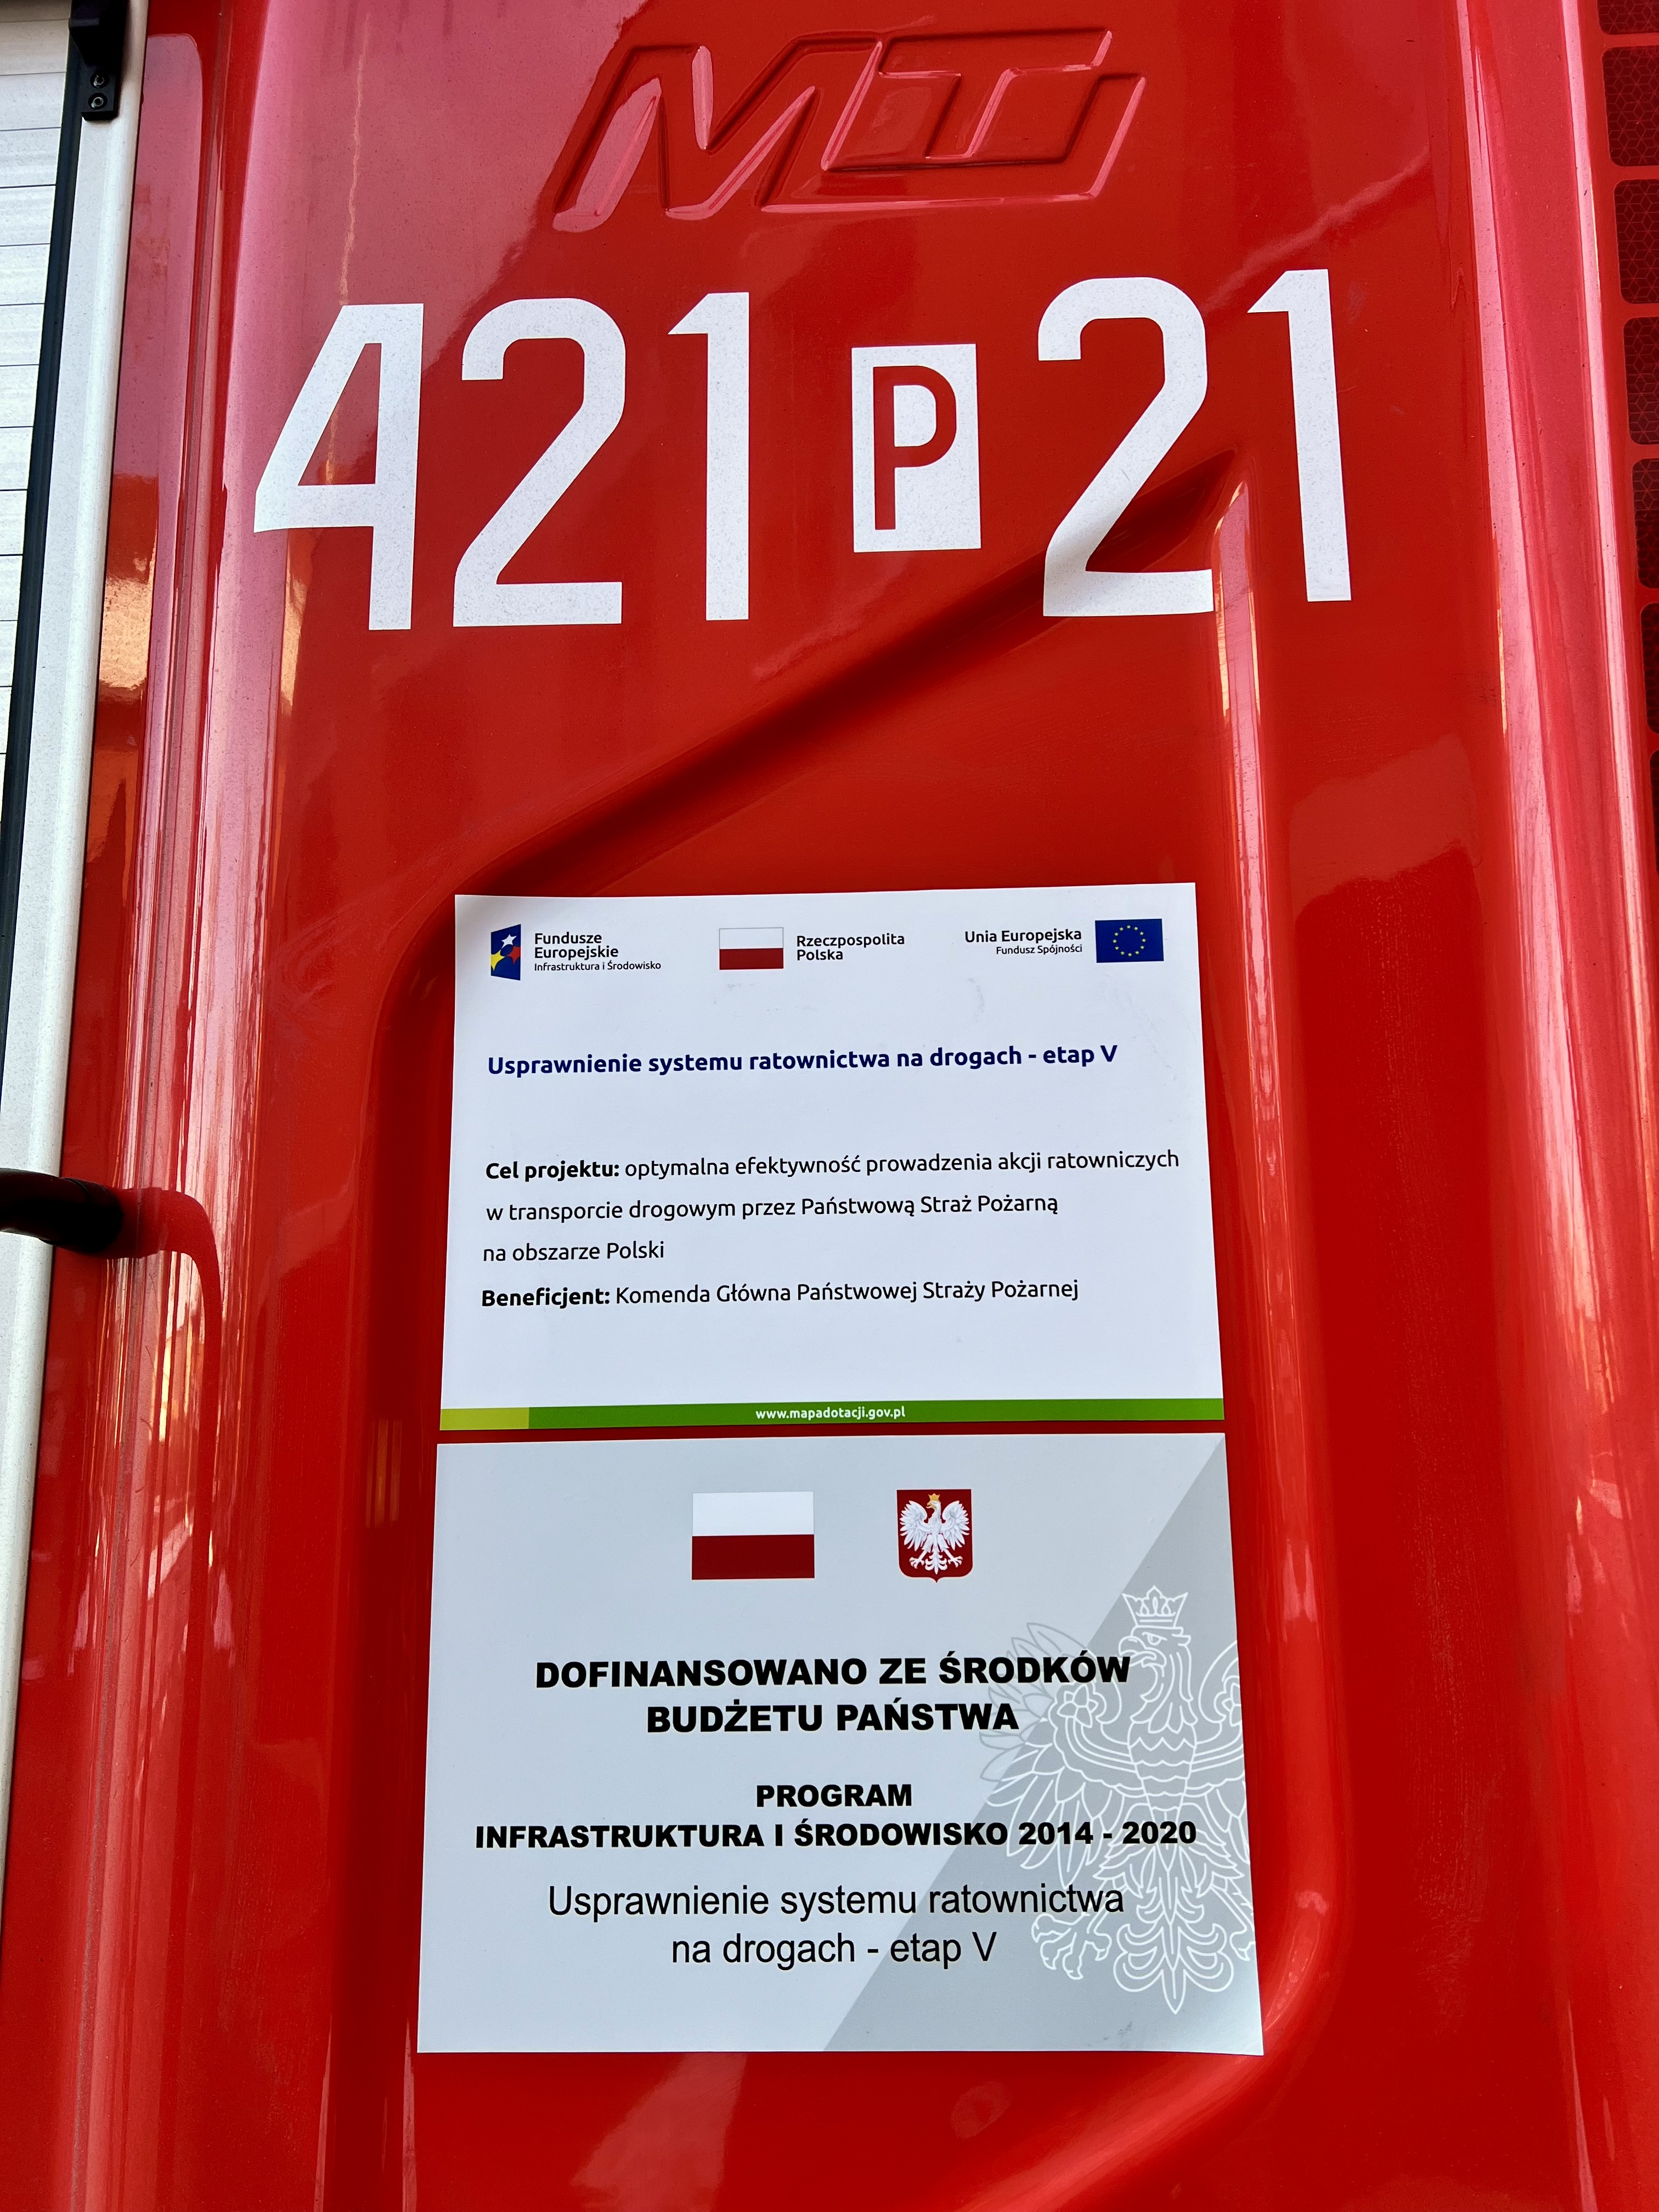 MT
421 P 21
Fundusze
Europejskie
Infrastruktura i Środowisko
Rzeczpospolita
Polska
Unia Europejska
Fundusz Spójności
Usprawnienie systemu ratownictwa na drogach - etap V
Cel projektu: optymalna efektywność prowadzenia akcji ratowniczych
w transporcie drogowym przez Państwową Straż Pożarną
na obszarze Polski
Beneficjent: Komenda Główna Państwowej Straży Pożarnej
www.mapadotacji.gov.pl
DOFINANSOWANO ZE ŚRODKÓW
BUDŻETU PAŃSTWA
PROGRAM
INFRASTRUKTURA I ŚRODOWISKO 2014 - 2020
Usprawnienie systemu ratownictwa
na drogach - etap V